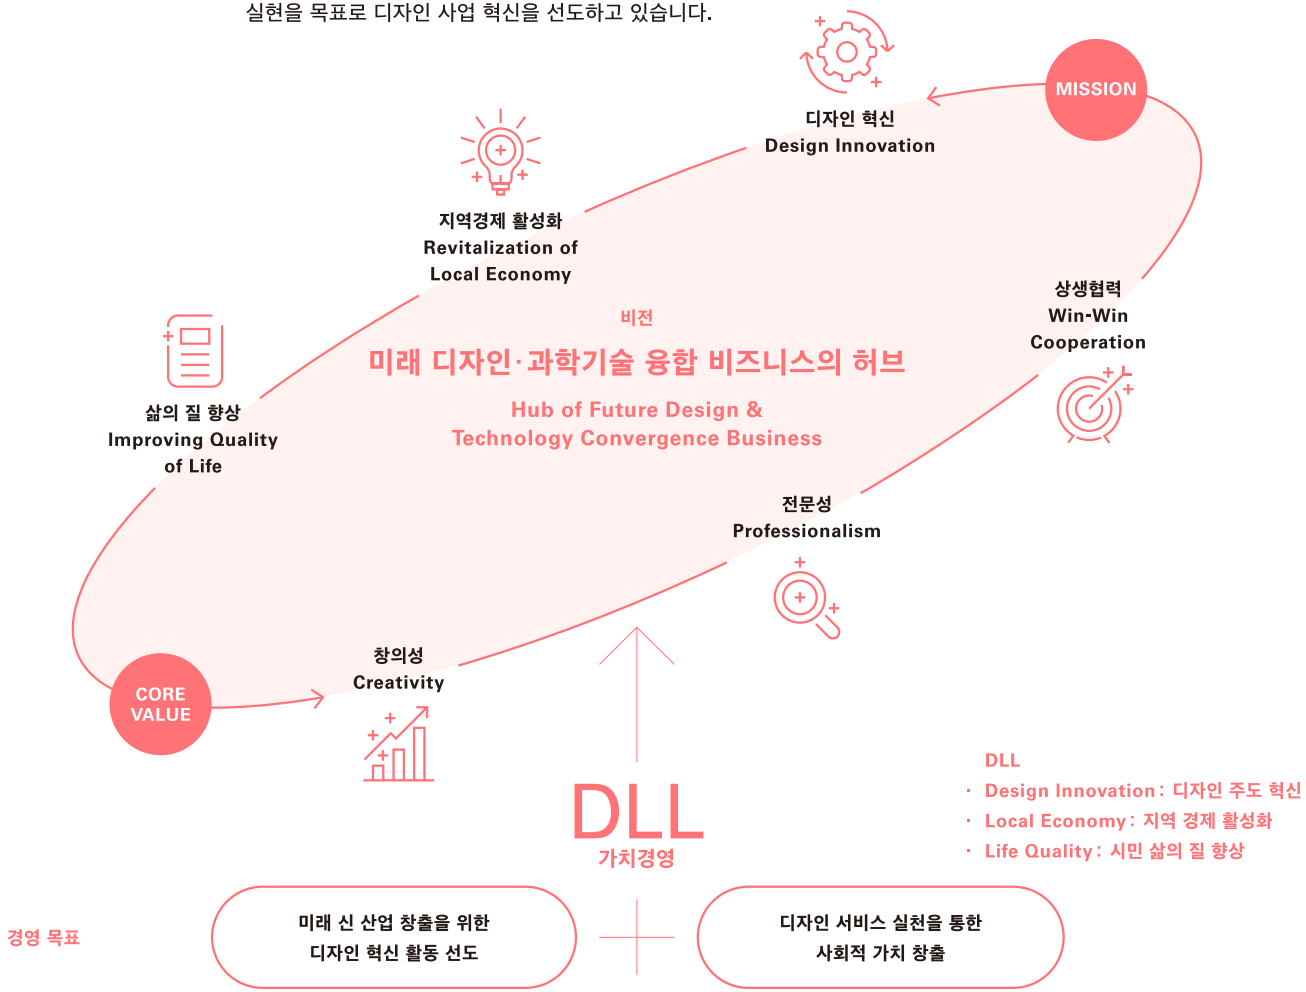 실현을 목표로 디자인 사업 혁신을 선도하고 있습니다.
MISSION
디자인 혁신
Design Innovation
지역경제 활성화
Revitalization of
Local Economy
상생협력
Win-Win
Cooperation
비전
미래 디자인·과학기술 융합 비즈니스의 허브
Hub of Future Design &
Technology Convergence Business
삶의 질 향상
Improving Quality
of Life
전문성
Professionalism
창의성
Creativity
CORE
VALUE
DLL
가치경영
DLL
· Design Innovation : 디자인 주도 혁신
· Local Economy : 지역 경제 활성화
· Life Quality : 시민 삶의 질 향상
경영 목표
미래 신 산업 창출을 위한
디자인 혁신 활동 선도
디자인 서비스 실천을 통한
사회적 가치 창출